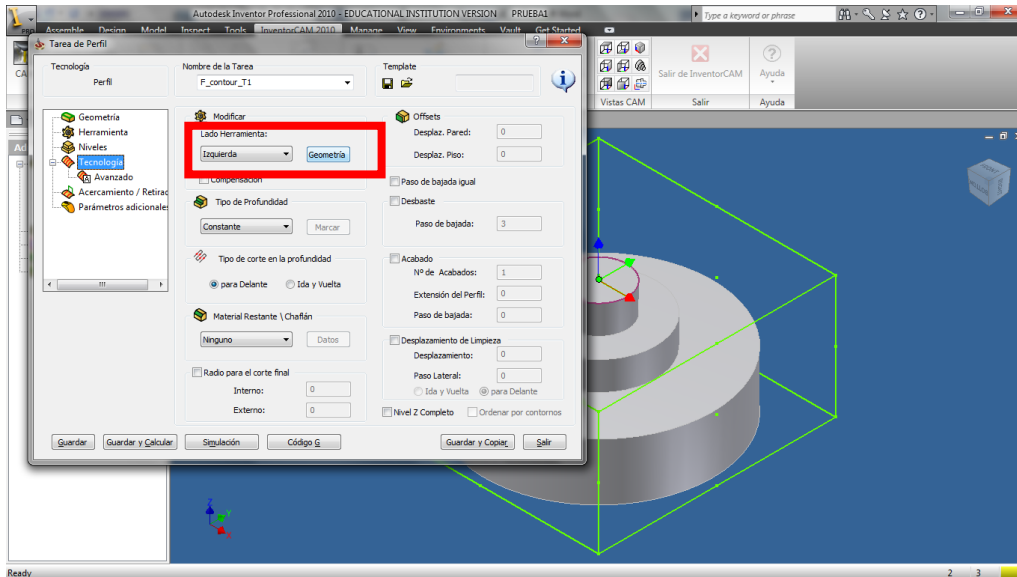 Autodesk Inventor Professional 2010 - EDUCATIONAL INSTITUTION VERSION PRUEBA1
Type a keyword or phrase
PRO Assemble Design Model Inspect Tools InventorCAM 2010 Manage View Environments Vault Get Started
Tarea de Perfil
Tecnología
Perfil
Nombre de la Tarea
F_contour_T1
Template
Salir de InventorCAM
Ayuda
Vistas CAM
Salir
Ayuda
Geometría
Herramienta
Niveles
Tecnología
Avanzado
Acercamiento / Retirad
Parámetros adicionales
Modificar
Lado Herramienta:
Izquierda
Geometría
Compensación
Tipo de Profundidad
Constante
Marcar
Tipo de corte en la profundidad
para Delante
Ida y Vuelta
Material Restante \ Chaflán
Ninguno
Datos
Radio para el corte final
Interno: 0
Externo: 0
Offsets
Desplaz. Pared: 0
Desplaz. Piso: 0
Paso de bajada igual
Desbaste
Paso de bajada: 3
Acabado
Nº de Acabados: 1
Extensión del Perfil: 0
Paso de bajada: 0
Desplazamiento de Limpieza
Desplazamiento: 0
Paso Lateral: 0
Ida y Vuelta
para Delante
Nivel Z Completo
Ordenar por contornos
Guardar
Guardar y Calcular
Simulación
Código G
Guardar y Copiar
Salir
FRONT
Z
Y
X
Ready
2 3